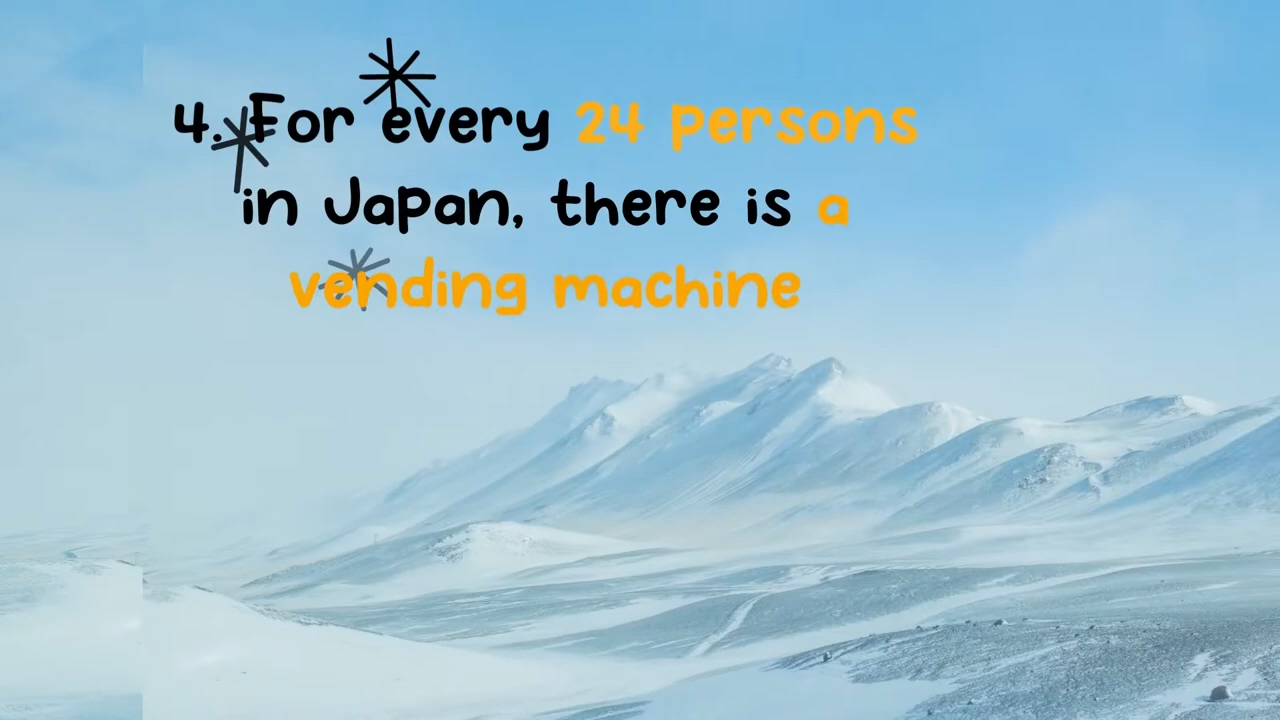 4. For every 24 persons
in Japan, there is a
vending machine